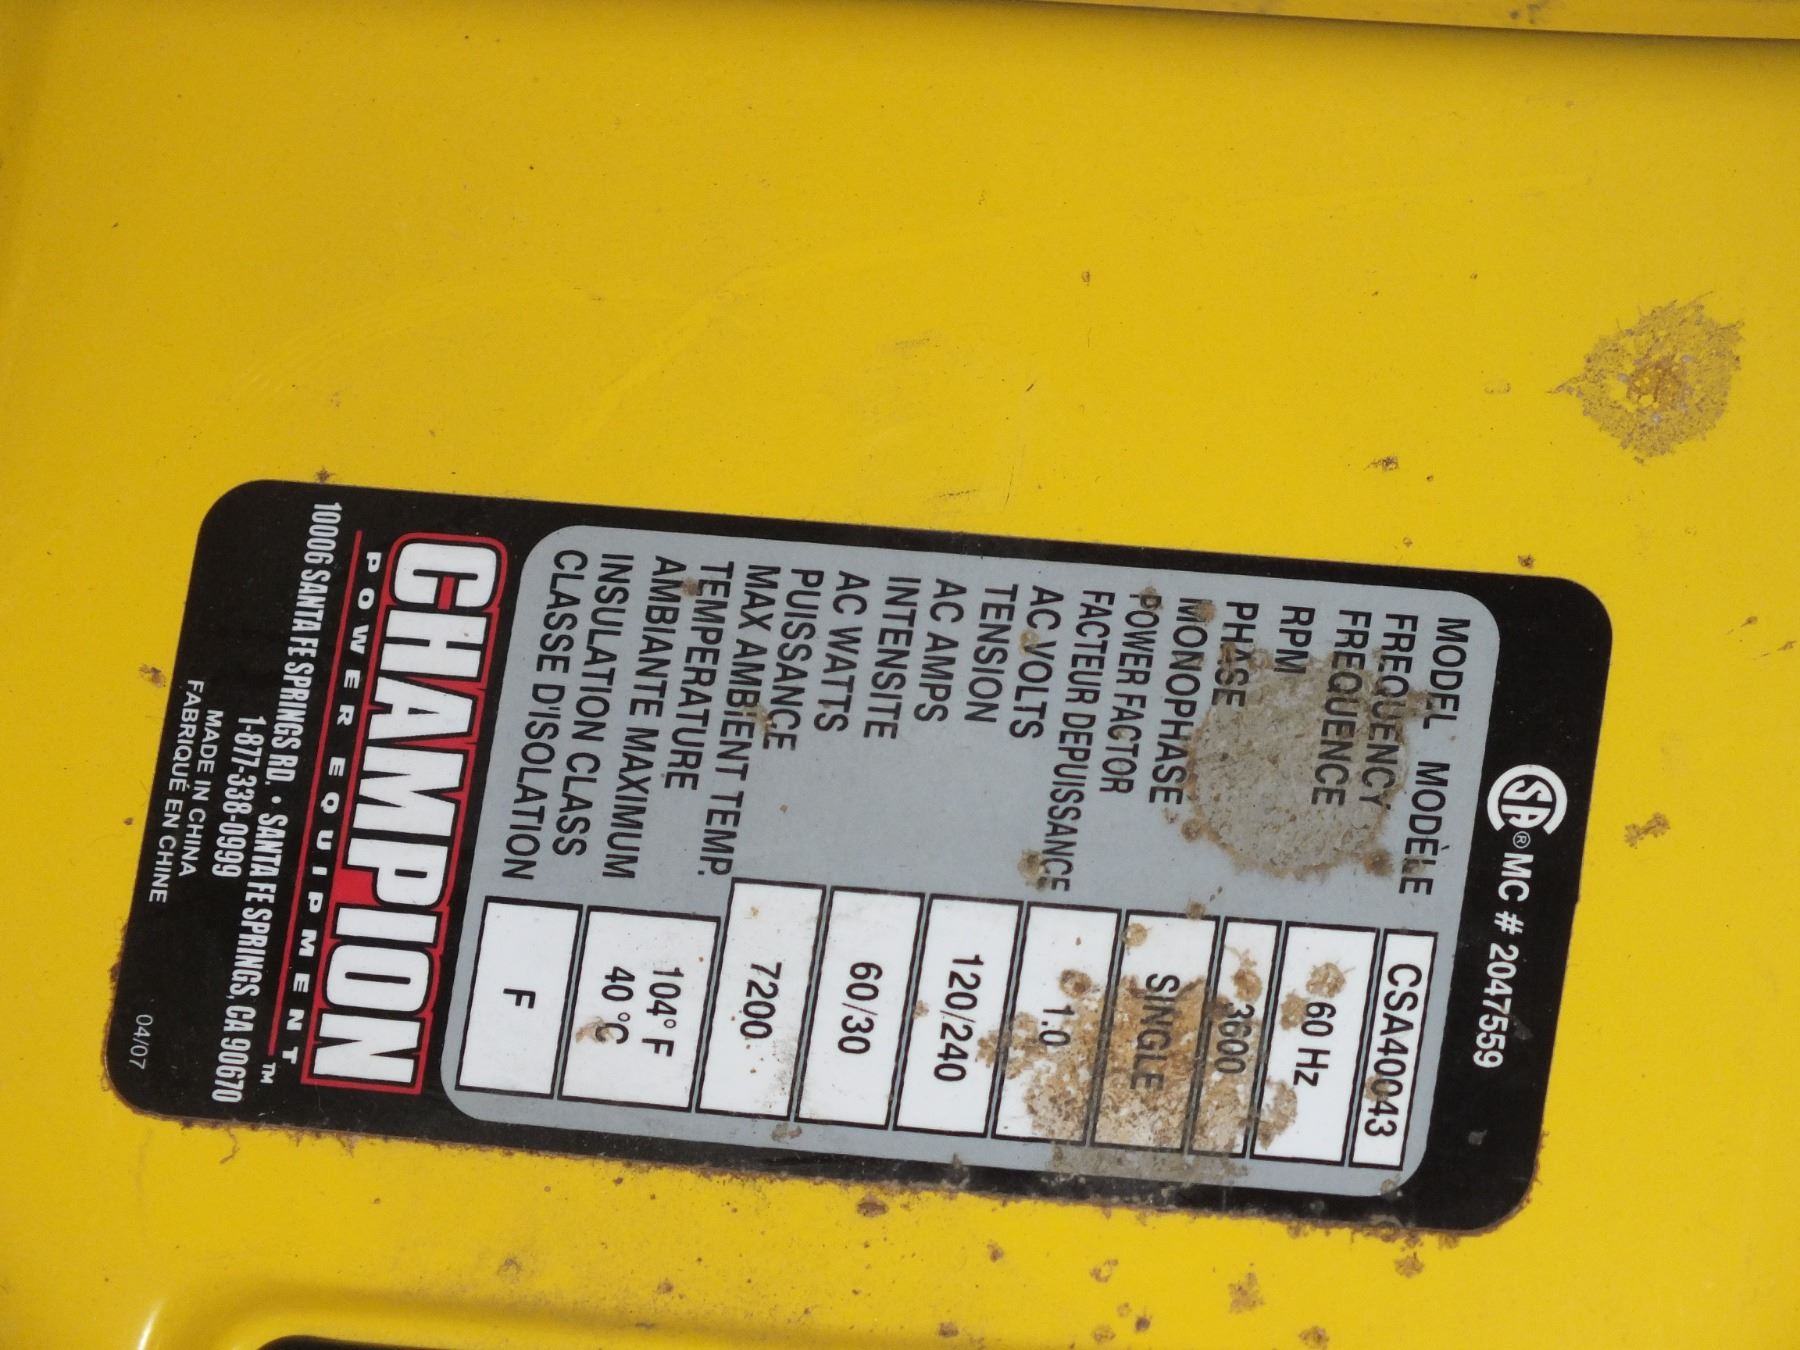 SA® MC # 2047559
MODEL MODÈLE CSA40043
FREQUENCY
FREQUENCE 60 Hz
RPM 3600
PHASE
MONOPHASE SINGLE
POWER FACTOR
FACTEUR DEPUISSANCE 1.0
AC VOLTS
TENSION 120/240
AC AMPS
INTENSITE 60/30
AC WATTS
PUISSANCE 7200
MAX AMBIENT TEMP. 104° F
TEMPERATURE
AMBIANTE MAXIMUM 40 °C
INSULATION CLASS
CLASSE D'ISOLATION F
CHAMPION
POWER EQUIPMENT™
10006 SANTA FE SPRINGS RD. • SANTA FE SPRINGS, CA 90670
1-877-338-0999
MADE IN CHINA
FABRIQUÉ EN CHINE
04/07